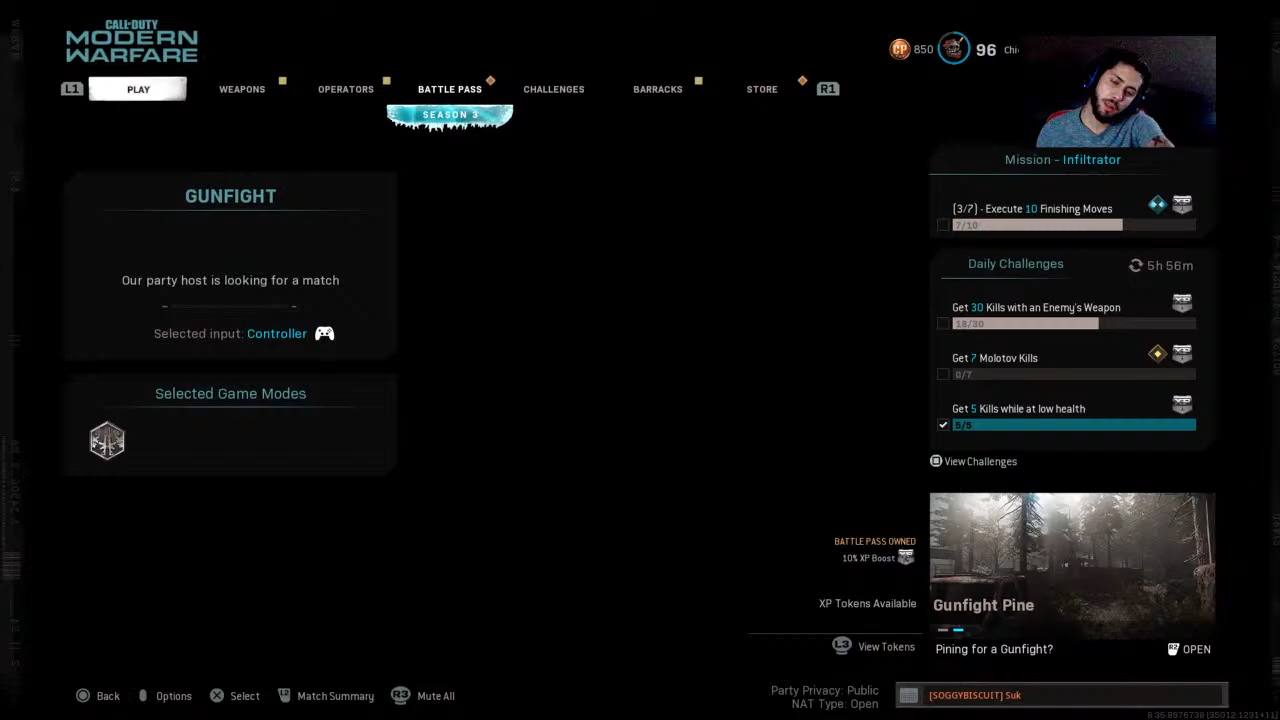 CALL OF DUTY
MODERN
WARFARE
CP 850 96 Chi
L1 PLAY WEAPONS OPERATORS BATTLE PASS CHALLENGES BARRACKS STORE R1
SEASON 3
Mission - Infiltrator
[3/7] - Execute 10 Finishing Moves
7/10
GUNFIGHT
Our party host is looking for a match
Selected input: Controller
Selected Game Modes
Daily Challenges 5h 56m
Get 30 Kills with an Enemy's Weapon
18/30
Get 7 Molotov Kills
0/7
Get 5 Kills while at low health
5/5
View Challenges
BATTLE PASS OWNED
10% XP Boost
XP Tokens Available
L3 View Tokens
Gunfight Pine
Pining for a Gunfight? R2 OPEN
Back Options Select L2 Match Summary R3 Mute All
Party Privacy: Public
NAT Type: Open
[SOGGYBISCUIT] Suk